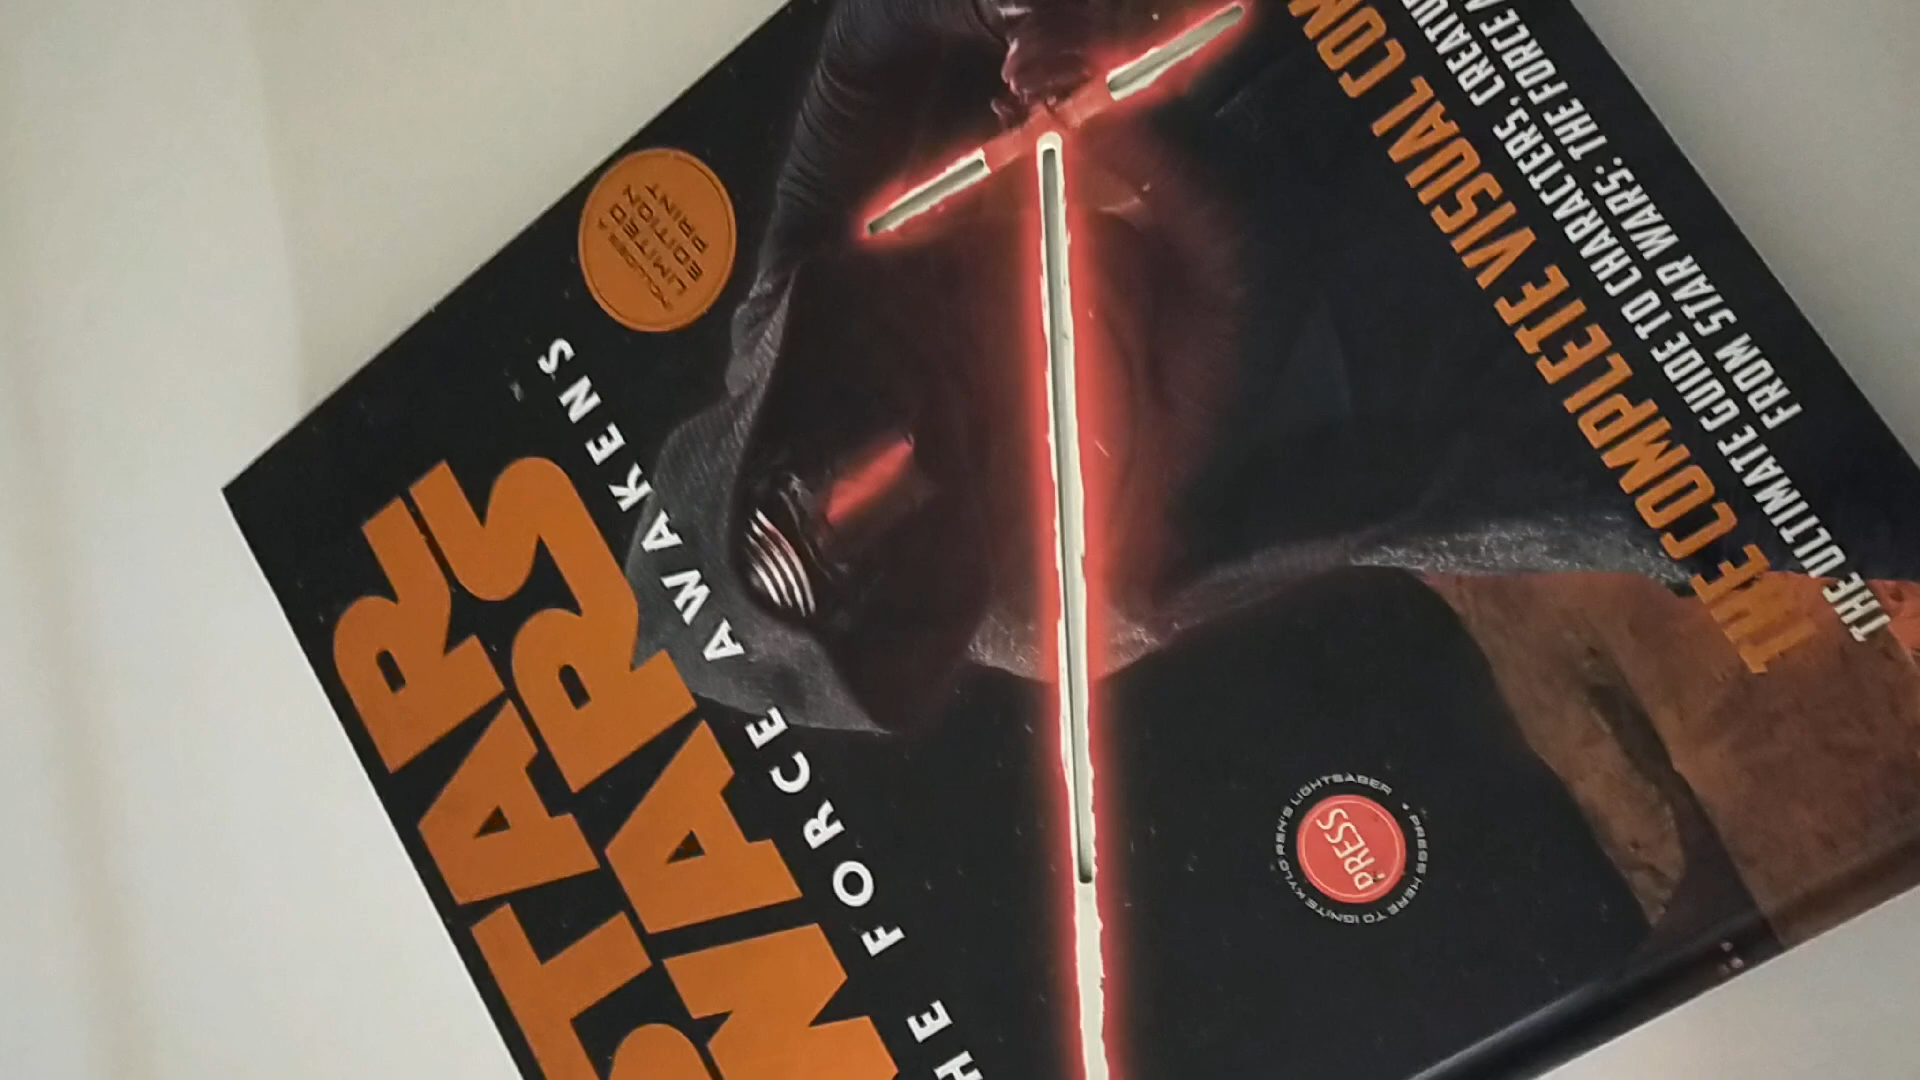 STAR
WARS
THE FORCE AWAKENS
INCLUDES A
LIMITED
EDITION
PRINT
PRESS
KYLO REN'S LIGHTSABER • PRESS HERE TO IGNITE
THE COMPLETE VISUAL COM
THE ULTIMATE GUIDE TO CHARACTERS, CREATU
FROM STAR WARS: THE FORCE A